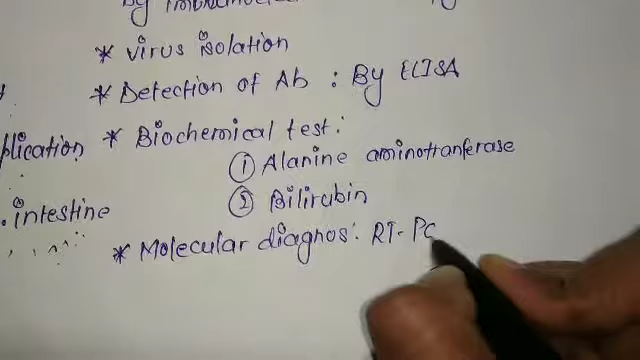 By
* Virus isolation
* Detection of Ab : By ELISA
plication * Biochemical test:
① Alanine aminotranferase
② Bilirubin
. intestine
* Molecular diagnos: RT-PC